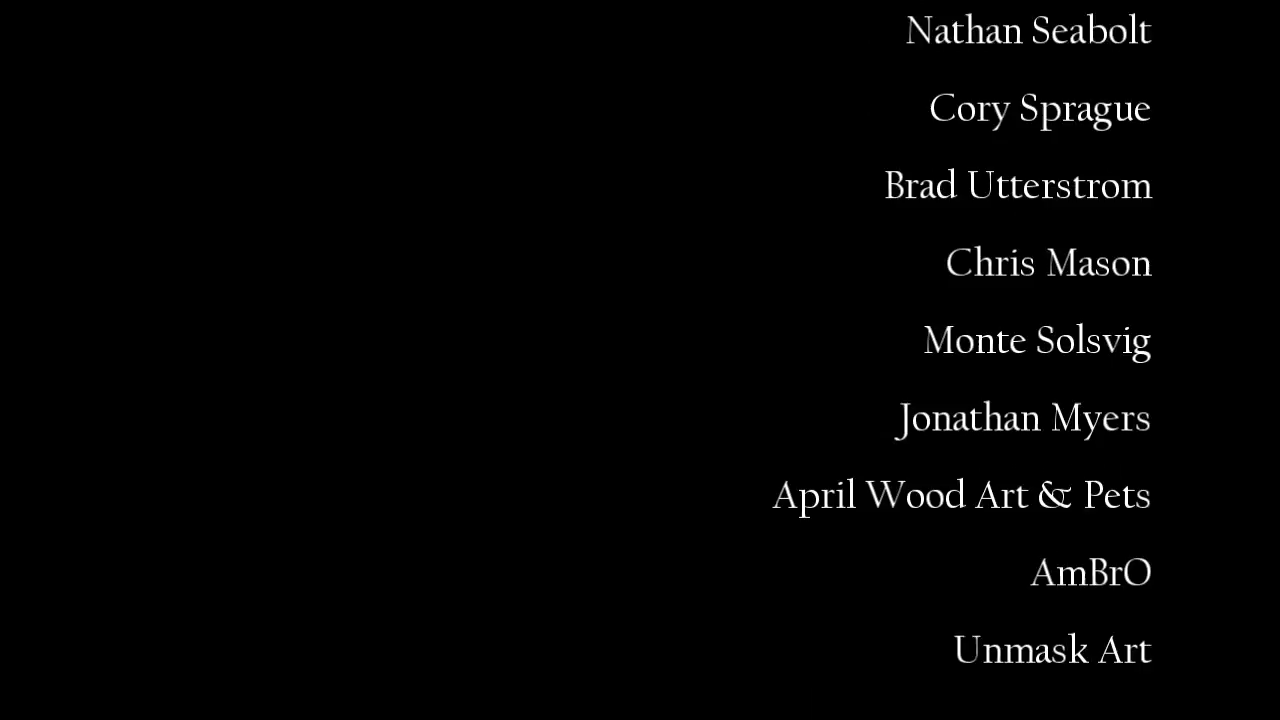 Nathan Seabolt
Cory Sprague
Brad Utterstrom
Chris Mason
Monte Solsvig
Jonathan Myers
April Wood Art & Pets
AmBrO
Unmask Art